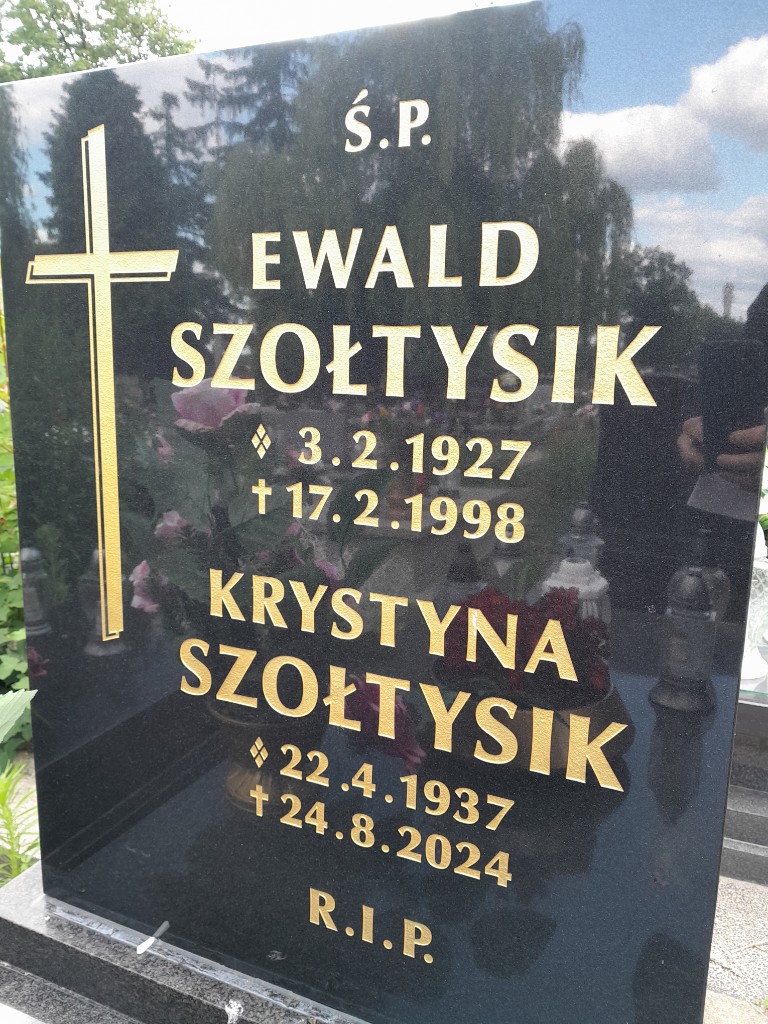 Ś.P.
EWALD
SZOŁTYSIK
3.2.1927
† 17.2.1998
KRYSTYNA
SZOŁTYSIK
22.4.1937
† 24.8.2024
R.I.P.